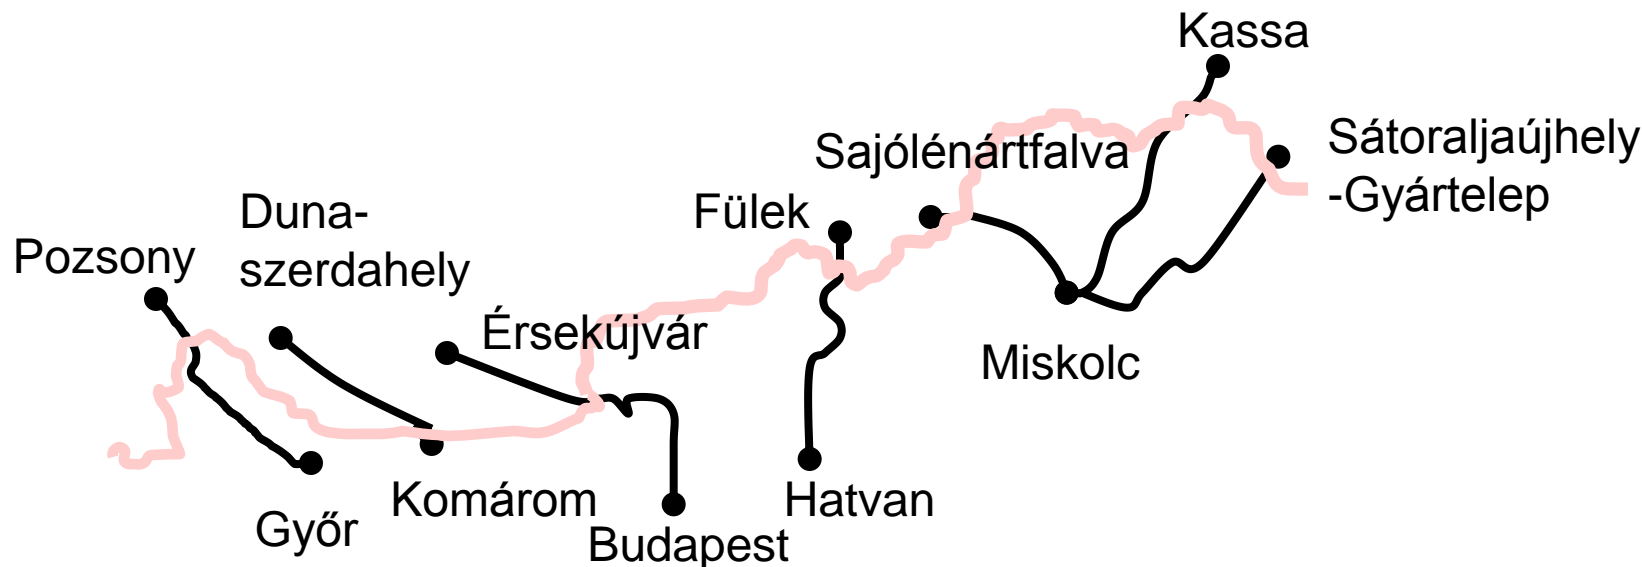 Kassa
Sajólénártfalva
Sátoraljaújhely
-Gyártelep
Fülek
Duna-
szerdahely
Pozsony
Érsekújvár
Miskolc
Komárom
Hatvan
Győr
Budapest